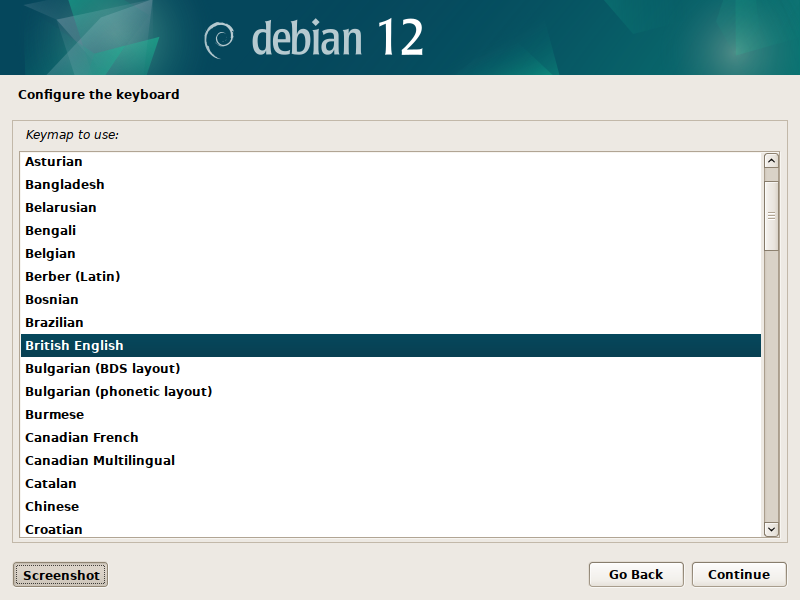 debian 12
Configure the keyboard
Keymap to use:
Asturian
Bangladesh
Belarusian
Bengali
Belgian
Berber (Latin)
Bosnian
Brazilian
British English
Bulgarian (BDS layout)
Bulgarian (phonetic layout)
Burmese
Canadian French
Canadian Multilingual
Catalan
Chinese
Croatian
Screenshot
Go Back
Continue